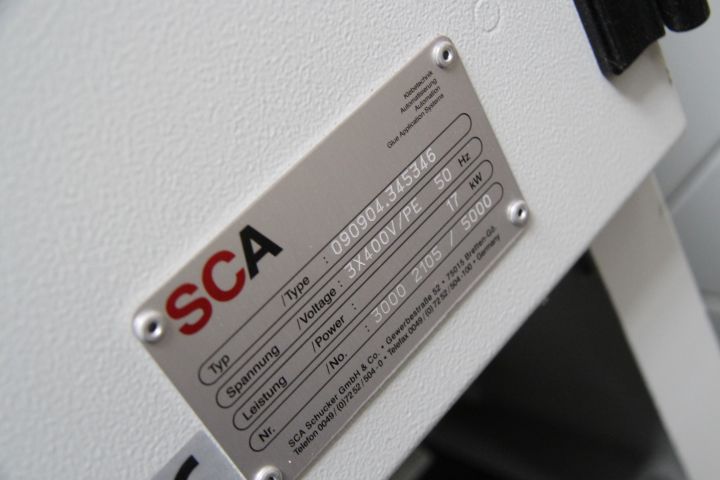 SCA
Klebetechnik
Automatisierung
Automation
Glue Application Systems
Typ /Type : 090904.345346
Spannung /Voltage : 3X400V/PE 50 Hz
Leistung /Power : 17 kW
Nr. /No. : 3000 2105 / 5000
SCA Schucker GmbH & Co. • Gewerbestraße 52 • 75015 Bretten-Gö.
Telefon 0049/(0)7252/504-0 • Telefax 0049/(0)7252/504-100 • Germany